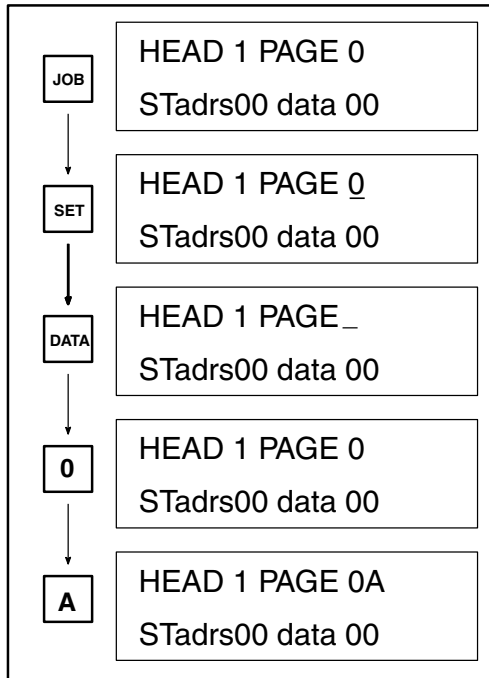 JOB
HEAD 1 PAGE 0
STadrs00 data 00
SET
HEAD 1 PAGE 0
STadrs00 data 00
DATA
HEAD 1 PAGE _
STadrs00 data 00
0
HEAD 1 PAGE 0
STadrs00 data 00
A
HEAD 1 PAGE 0A
STadrs00 data 00